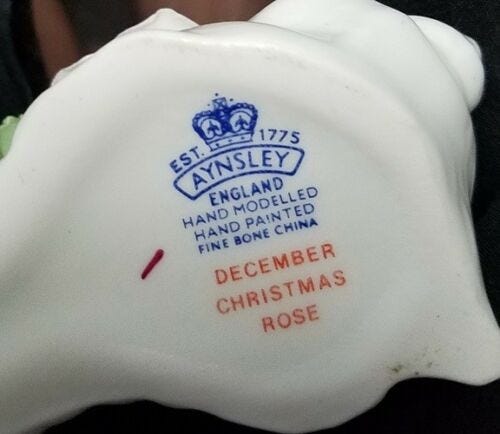 EST. 1775
AYNSLEY
ENGLAND
HAND MODELLED
HAND PAINTED
FINE BONE CHINA
DECEMBER
CHRISTMAS
ROSE